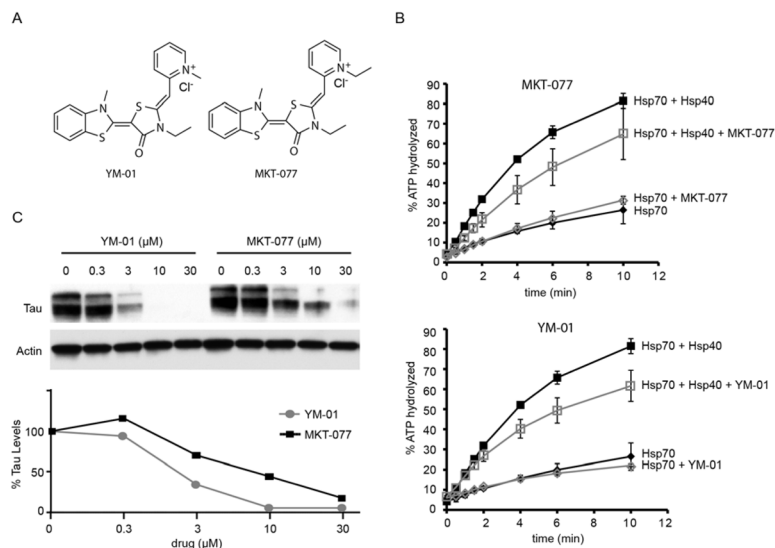 A
N
N+
Cl-
S
S
N
O
YM-01
N
N+
Cl-
S
S
N
O
MKT-077
B
MKT-077
% ATP hydrolyzed
90
80
70
60
50
40
30
20
10
0
0 2 4 6 8 10 12
time (min)
Hsp70 + Hsp40
Hsp70 + Hsp40 + MKT-077
Hsp70 + MKT-077
Hsp70
YM-01
% ATP hydrolyzed
90
80
70
60
50
40
30
20
10
0
0 2 4 6 8 10 12
time (min)
Hsp70 + Hsp40
Hsp70 + Hsp40 + YM-01
Hsp70
Hsp70 + YM-01
C
YM-01 (µM) MKT-077 (µM)
0 0.3 3 10 30 0 0.3 3 10 30
Tau
Actin
% Tau Levels
100
50
0
YM-01
MKT-077
0 0.3 3 10 30
drug (µM)